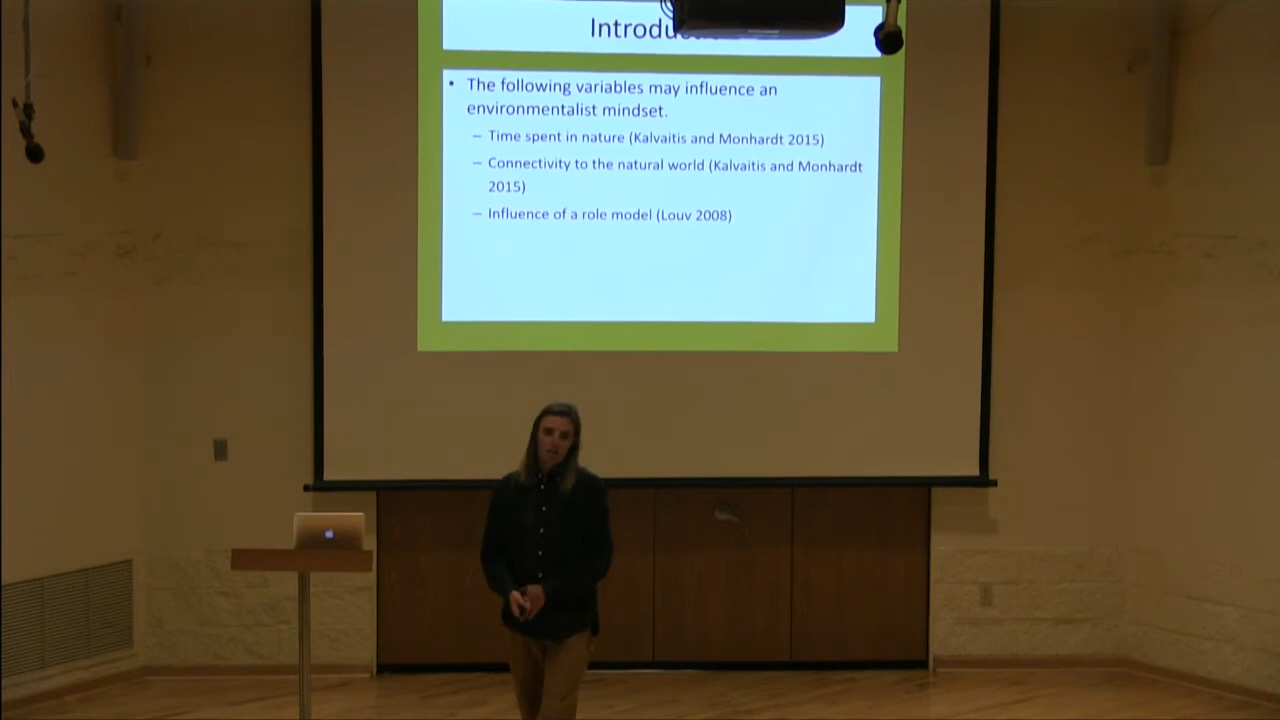 Introdu
• The following variables may influence an
environmentalist mindset.
– Time spent in nature (Kalvaitis and Monhardt 2015)
– Connectivity to the natural world (Kalvaitis and Monhardt
2015)
– Influence of a role model (Louv 2008)